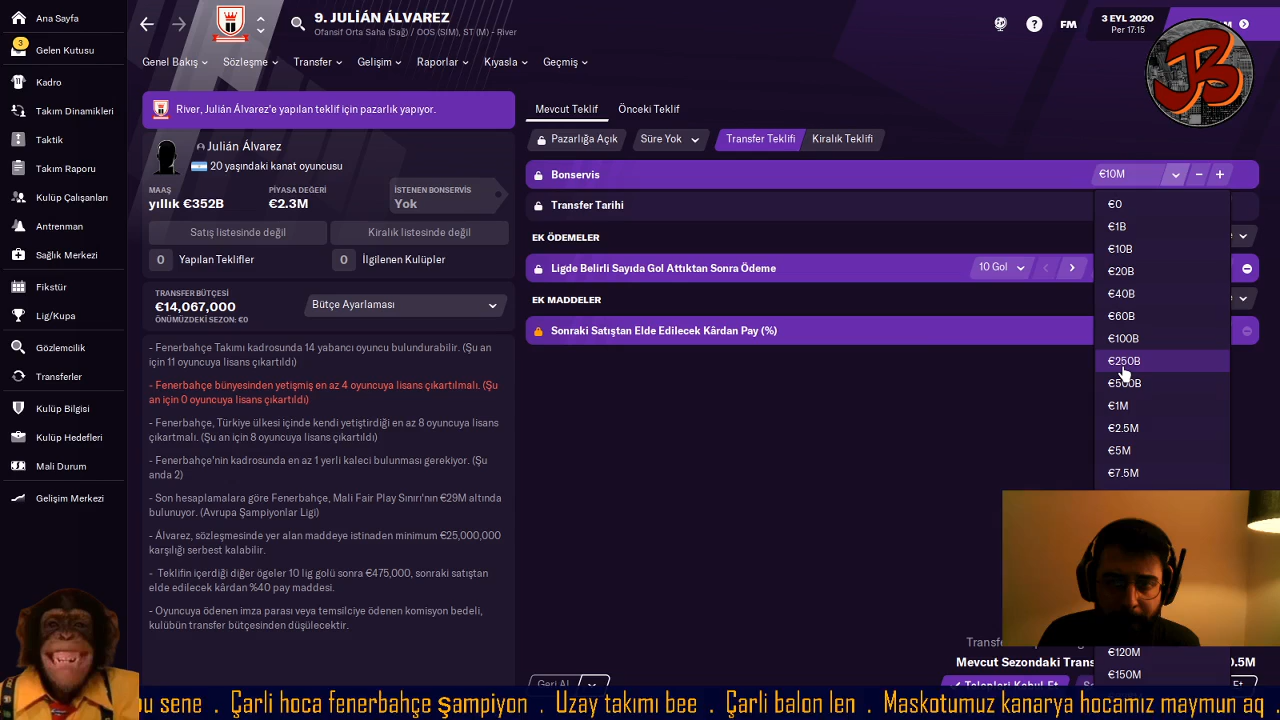 Ana Sayfa
3
Gelen Kutusu
Kadro
Takım Dinamikleri
Taktik
Takım Raporu
Kulüp Çalışanları
Antrenman
Sağlık Merkezi
Fikstür
Lig/Kupa
Gözlemcilik
Transferler
Kulüp Bilgisi
Kulüp Hedefleri
Mali Durum
Gelişim Merkezi
9. JULIÁN ÁLVAREZ
Ofansif Orta Saha (Sağ) / OOS (SIM), ST (M) - River
FM
3 EYL 2020
Per 17:15
Genel Bakış
Sözleşme
Transfer
Gelişim
Raporlar
Kıyasla
Geçmiş
River, Julián Álvarez'e yapılan teklif için pazarlık yapıyor.
Julián Álvarez
20 yaşındaki kanat oyuncusu
MAAŞ
yıllık €352B
PİYASA DEĞERİ
€2.3M
İSTENEN BONSERVİS
Yok
Satış listesinde değil
Kiralık listesinde değil
0 Yapılan Teklifler
0 İlgilenen Kulüpler
TRANSFER BÜTÇESİ
€14,067,000
ÖNÜMÜZDEKİ SEZON: €0
Bütçe Ayarlaması
- Fenerbahçe Takımı kadrosunda 14 yabancı oyuncu bulundurabilir. (Şu
an için 11 oyuncuya lisans çıkartıldı)
- Fenerbahçe bünyesinden yetişmiş en az 4 oyuncuya lisans çıkartılmalı. (Şu
an için 0 oyuncuya lisans çıkartıldı)
- Fenerbahçe, Türkiye ülkesi içinde kendi yetiştirdiği en az 8 oyuncuya lisans
çıkartmalı. (Şu an için 8 oyuncuya lisans çıkartıldı)
- Fenerbahçe'nin kadrosunda en az 1 yerli kaleci bulunması gerekiyor. (Şu
anda 2)
- Son hesaplamalara göre Fenerbahçe, Mali Fair Play Sınırı'nın €29M altında
bulunuyor. (Avrupa Şampiyonlar Ligi)
- Álvarez, sözleşmesinde yer alan maddeye istinaden minimum €25,000,000
karşılığı serbest kalabilir.
- Teklifin içerdiği diğer ögeler 10 lig golü sonra €475,000, sonraki satıştan
elde edilecek kârdan %40 pay maddesi.
- Oyuncuya ödenen imza parası veya temsilciye ödenen komisyon bedeli,
kulübün transfer bütçesinden düşülecektir.
Mevcut Teklif
Önceki Teklif
Pazarlığa Açık
Süre Yok
Transfer Teklifi
Kiralık Teklifi
Bonservis
€10M
Transfer Tarihi
EK ÖDEMELER
Ligde Belirli Sayıda Gol Attıktan Sonra Ödeme
10 Gol
EK MADDELER
Sonraki Satıştan Elde Edilecek Kârdan Pay (%)
€0
€1B
€10B
€20B
€40B
€60B
€100B
€250B
€500B
€1M
€2.5M
€5M
€7.5M
€120M
€150M
Mevcut Sezondaki Trans
Geri Al
Talepleri Kabul Et
bu sene . Çarli hoca fenerbahçe şampiyon . Uzay takımı bee . Çarli balon len . Maskotumuz kanarya hocamız maymun aq .